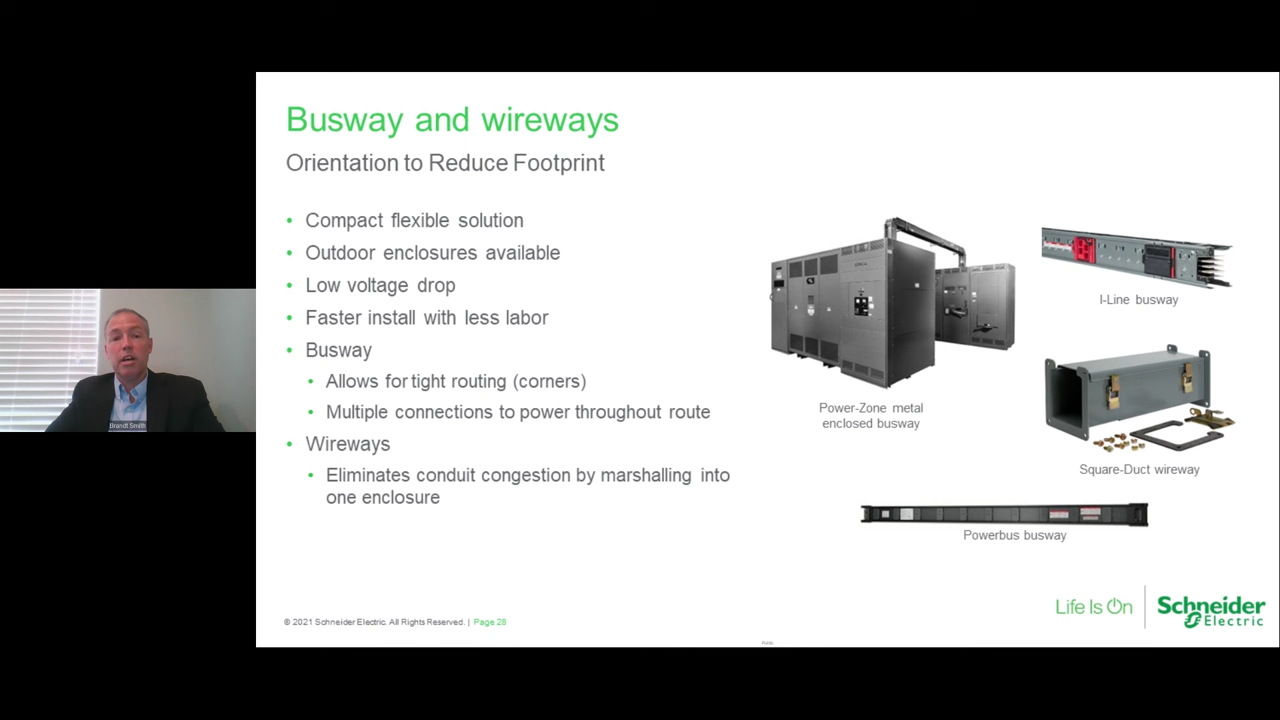 Busway and wireways
Orientation to Reduce Footprint
• Compact flexible solution
• Outdoor enclosures available
• Low voltage drop
• Faster install with less labor
• Busway
• Allows for tight routing (corners)
• Multiple connections to power throughout route
• Wireways
• Eliminates conduit congestion by marshalling into
one enclosure
Power-Zone metal
enclosed busway
I-Line busway
Square-Duct wireway
Powerbus busway
Brandt Smith
© 2021 Schneider Electric. All Rights Reserved. | Page 28
Life Is On
Schneider
Electric
Public